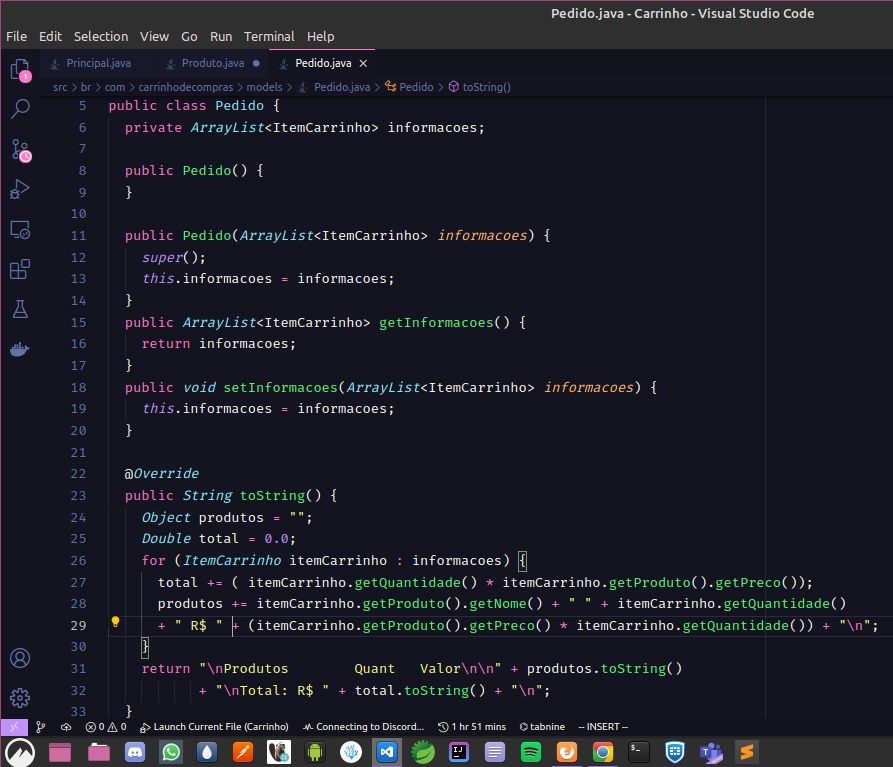 Pedido.java - Carrinho - Visual Studio Code
File Edit Selection View Go Run Terminal Help
Principal.java Produto.java Pedido.java
src > br > com > carrinhodecompras > models > Pedido.java > Pedido > toString()
5 public class Pedido {
6 private ArrayList<ItemCarrinho> informacoes;
7
8 public Pedido() {
9 }
10
11 public Pedido(ArrayList<ItemCarrinho> informacoes) {
12 super();
13 this.informacoes = informacoes;
14 }
15 public ArrayList<ItemCarrinho> getInformacoes() {
16 return informacoes;
17 }
18 public void setInformacoes(ArrayList<ItemCarrinho> informacoes) {
19 this.informacoes = informacoes;
20 }
21
22 @Override
23 public String toString() {
24 Object produtos = "";
25 Double total = 0.0;
26 for (ItemCarrinho itemCarrinho : informacoes) {
27 total += ( itemCarrinho.getQuantidade() * itemCarrinho.getProduto().getPreco());
28 produtos += itemCarrinho.getProduto().getNome() + " " + itemCarrinho.getQuantidade()
29 + " R$ " + (itemCarrinho.getProduto().getPreco() * itemCarrinho.getQuantidade()) + "\n";
30 }
31 return "\nProdutos       Quant   Valor\n\n" + produtos.toString()
32 + "\nTotal: R$ " + total.toString() + "\n";
33 }
0 0 Launch Current File (Carrinho) Connecting to Discord... 1 hr 51 mins tabnine -- INSERT --